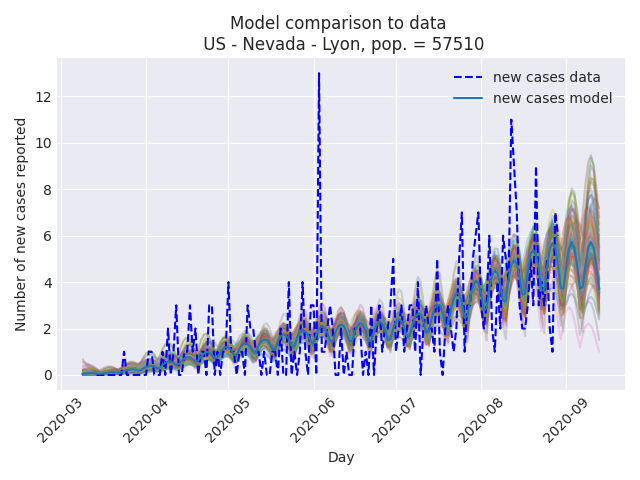 Model comparison to data
US - Nevada - Lyon, pop. = 57510
new cases data
new cases model
Number of new cases reported
12
10
8
6
4
2
0
2020-03
2020-04
2020-05
2020-06
2020-07
2020-08
2020-09
Day